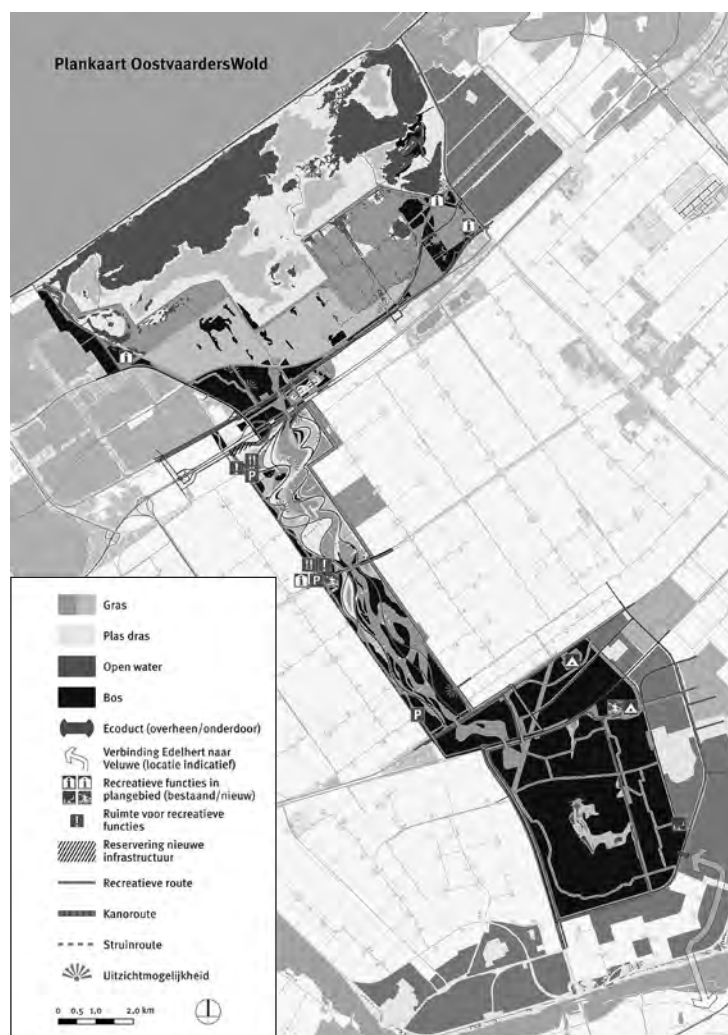 Plankaart OostvaardersWold
P
P
P
Gras
Plas dras
Open water
Bos
Ecoduct (overheen/onderdoor)
Verbinding Edelhert naar
Veluwe (locatie indicatief)
Recreatieve functies in
plangebied (bestaand/nieuw)
Ruimte voor recreatieve
functies
Reservering nieuwe
infrastructuur
Recreatieve route
Kanoroute
Struinroute
Uitzichtmogelijkheid
0 0.5 1.0 2.0 km